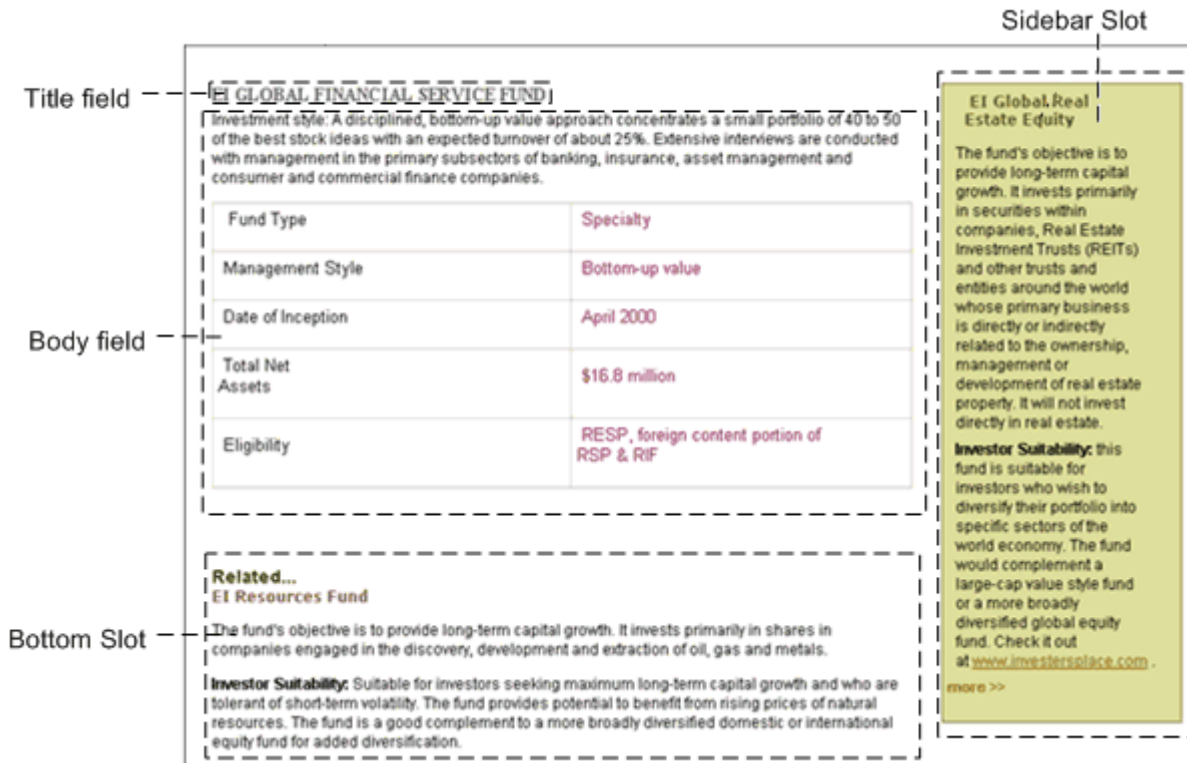 Sidebar Slot
Title field
EI GLOBAL FINANCIAL SERVICE FUND
Investment style: A disciplined, bottom-up value approach concentrates a small portfolio of 40 to 50
of the best stock ideas with an expected turnover of about 25%. Extensive interviews are conducted
with management in the primary subsectors of banking, insurance, asset management and
consumer and commercial finance companies.
Body field
Fund Type Specialty
Management Style Bottom-up value
Date of Inception April 2000
Total Net
Assets $16.8 million
Eligibility RESP, foreign content portion of
RSP & RIF
Bottom Slot
Related...
EI Resources Fund
The fund's objective is to provide long-term capital growth. It invests primarily in shares in
companies engaged in the discovery, development and extraction of oil, gas and metals.
Investor Suitability: Suitable for investors seeking maximum long-term capital growth and who are
tolerant of short-term volatility. The fund provides potential to benefit from rising prices of natural
resources. The fund is a good complement to a more broadly diversified domestic or international
equity fund for added diversification.
EI Global Real
Estate Equity
The fund's objective is to
provide long-term capital
growth. It invests primarily
in securities within
companies, Real Estate
Investment Trusts (REITs)
and other trusts and
entities around the world
whose primary business
is directly or indirectly
related to the ownership,
management or
development of real estate
property. It will not invest
directly in real estate.
Investor Suitability: this
fund is suitable for
investors who wish to
diversify their portfolio into
specific sectors of the
world economy. The fund
would complement a
large-cap value style fund
or a more broadly
diversified global equity
fund. Check it out
at www.investersplace.com .
more >>